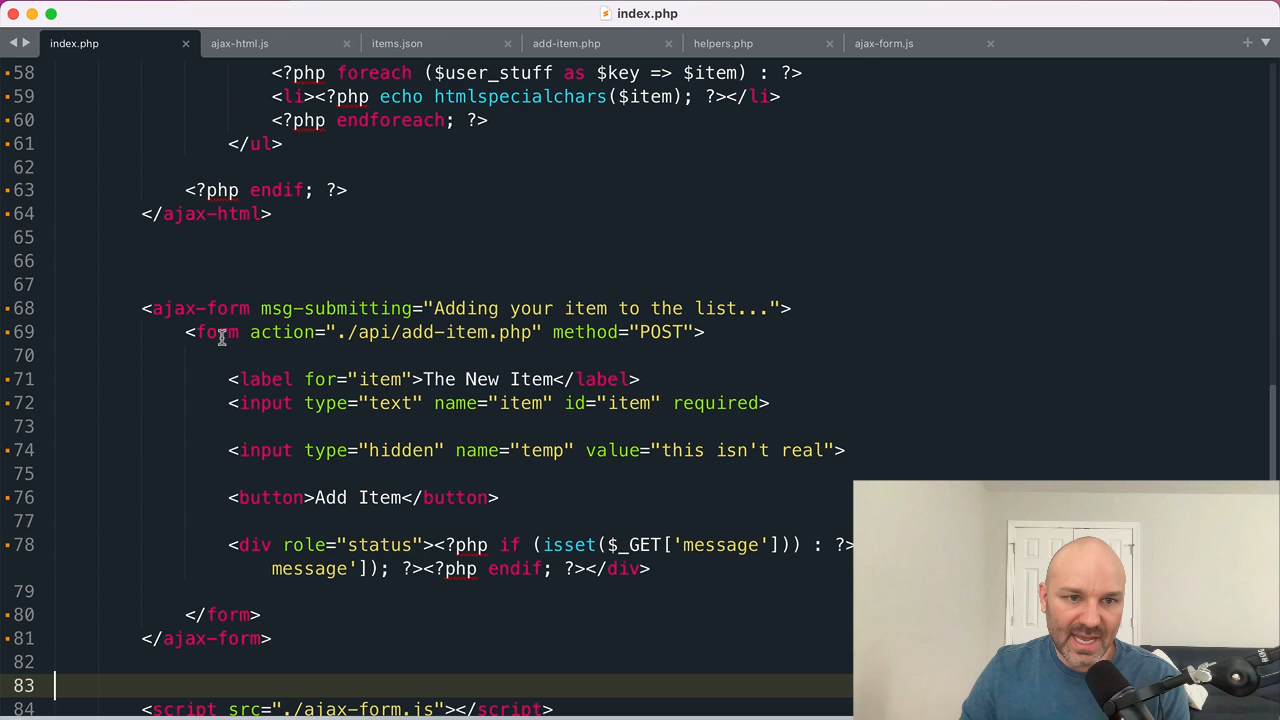 index.php
index.php
ajax-html.js
items.json
add-item.php
helpers.php
ajax-form.js
58 <?php foreach ($user_stuff as $key => $item) : ?>
59 <li><?php echo htmlspecialchars($item); ?></li>
60 <?php endforeach; ?>
61 </ul>
62
63 <?php endif; ?>
64 </ajax-html>
65
66
67
68 <ajax-form msg-submitting="Adding your item to the list...">
69 <form action="./api/add-item.php" method="POST">
70
71 <label for="item">The New Item</label>
72 <input type="text" name="item" id="item" required>
73
74 <input type="hidden" name="temp" value="this isn't real">
75
76 <button>Add Item</button>
77
78 <div role="status"><?php if (isset($_GET['message'])) : ?>
message']); ?><?php endif; ?></div>
79
80 </form>
81 </ajax-form>
82
83
84 <script src="./ajax-form.js"></script>